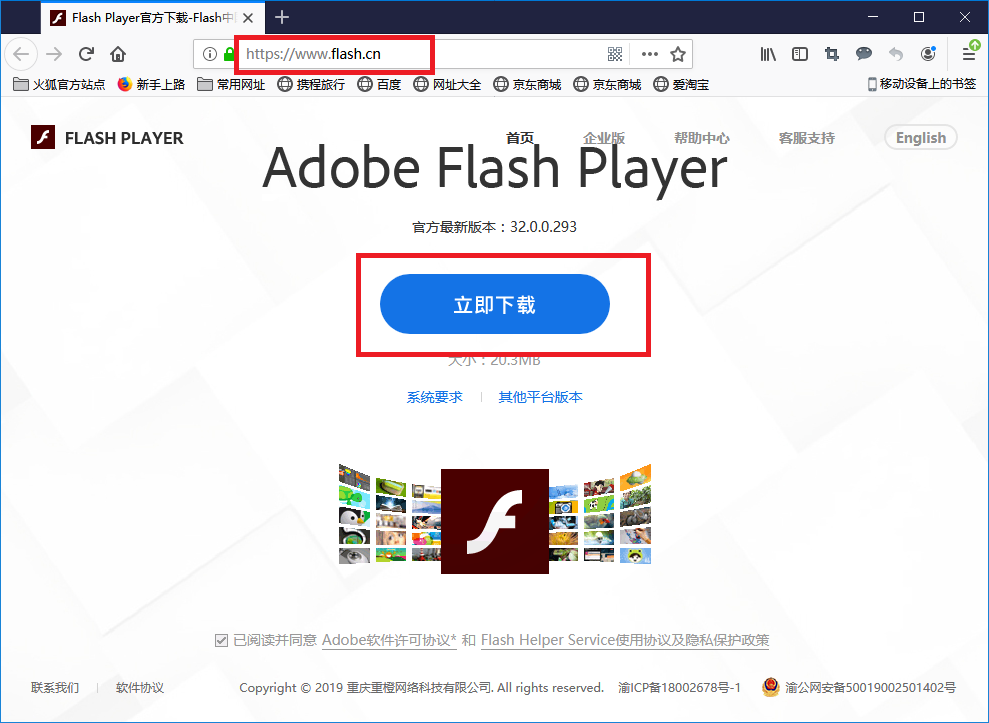 Flash Player官方下载-Flash中
https://www.flash.cn
火狐官方站点 新手上路 常用网址 携程旅行 百度 网址大全 京东商城 京东商城 爱淘宝 移动设备上的书签
FLASH PLAYER 首页 企业版 帮助中心 客服支持 English
Adobe Flash Player
官方最新版本：32.0.0.293
立即下载
大小：20.3MB
系统要求 其他平台版本
已阅读并同意 Adobe软件许可协议* 和 Flash Helper Service使用协议及隐私保护政策
联系我们 软件协议 Copyright © 2019 重庆重橙网络科技有限公司. All rights reserved. 渝ICP备18002678号-1 渝公网安备50019002501402号